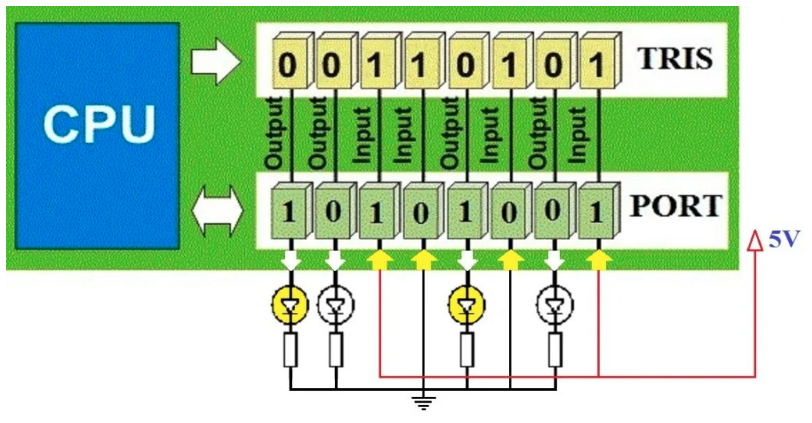 0 0 1 1 0 1 0 1 TRIS
CPU
Output Output Input Input Output Input Output Input
1 0 1 0 1 0 0 1 PORT
5V